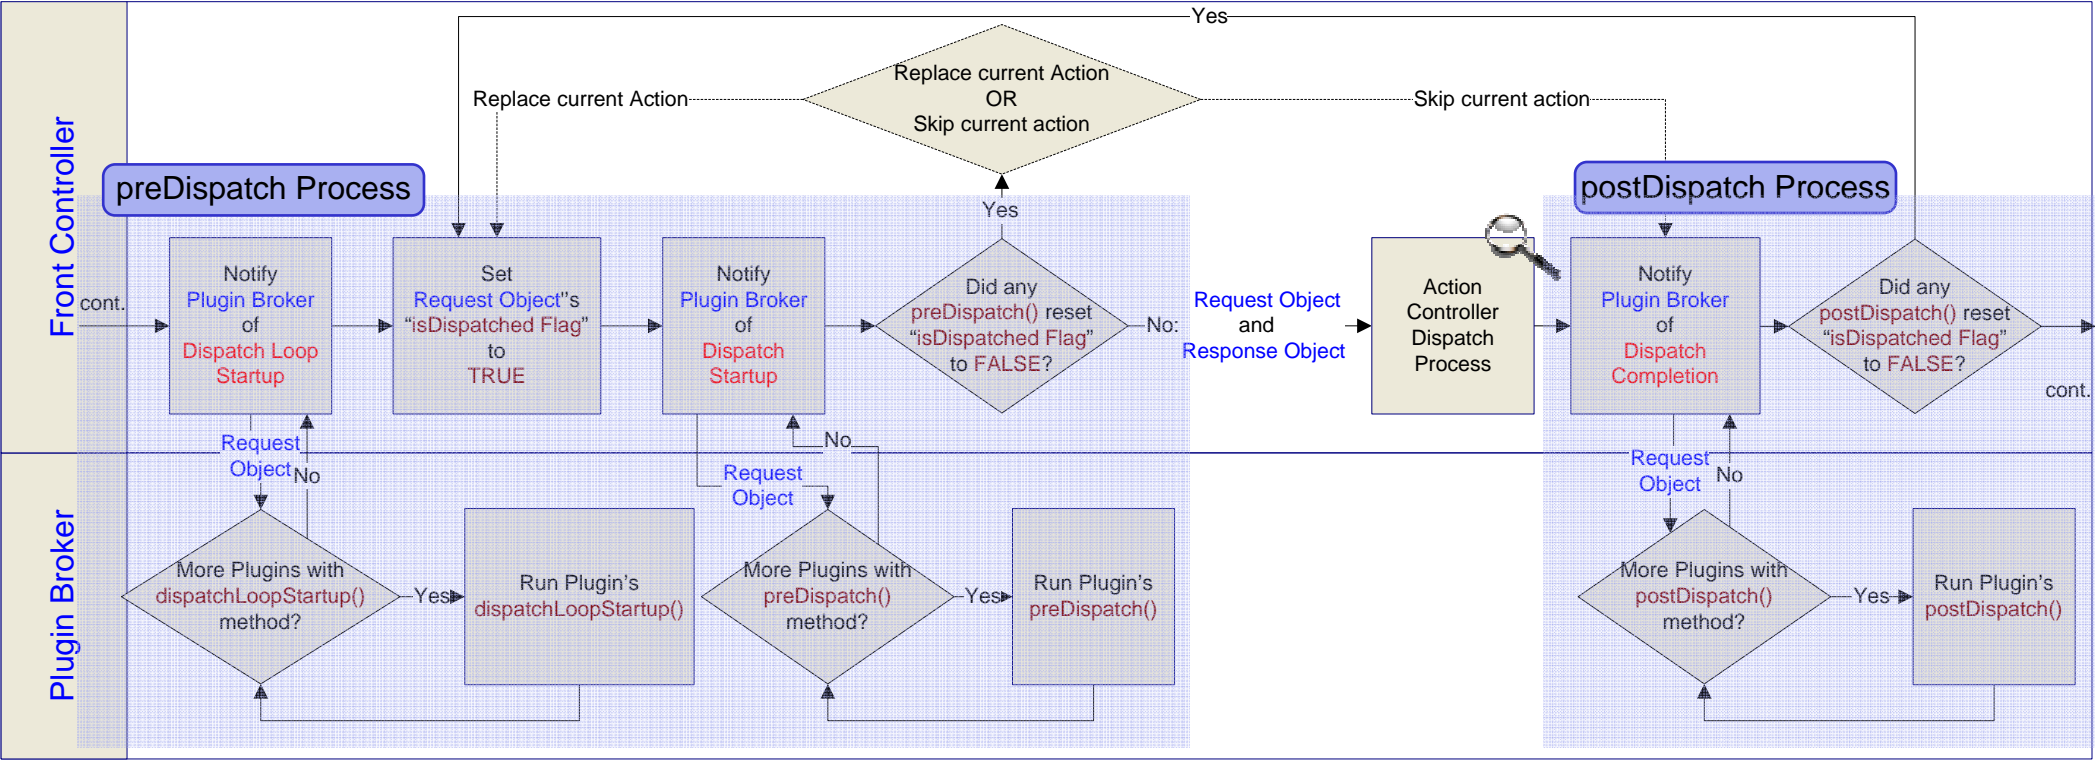 Yes
Replace current Action
OR
Skip current action
Replace current Action
Skip current action
Front Controller
preDispatch Process
postDispatch Process
Yes
cont.
Notify
Plugin Broker
of
Dispatch Loop
Startup
Set
Request Object"s
“isDispatched Flag”
to
TRUE
Notify
Plugin Broker
of
Dispatch
Startup
Did any
preDispatch() reset
“isDispatched Flag”
to FALSE?
No:
Request Object
and
Response Object
Action
Controller
Dispatch
Process
Notify
Plugin Broker
of
Dispatch
Completion
Did any
postDispatch() reset
“isDispatched Flag”
to FALSE?
cont.
Request
Object
No
Request
Object
No
Request
Object
No
Plugin Broker
More Plugins with
dispatchLoopStartup()
method?
Yes
Run Plugin's
dispatchLoopStartup()
More Plugins with
preDispatch()
method?
Yes
Run Plugin's
preDispatch()
More Plugins with
postDispatch()
method?
Yes
Run Plugin's
postDispatch()